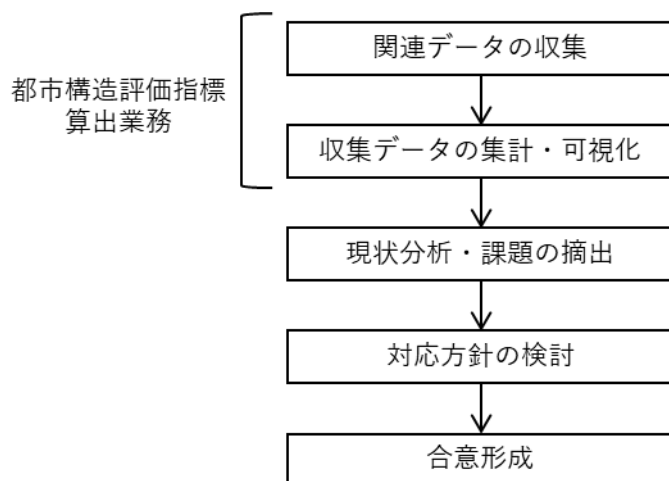 都市構造評価指標
算出業務
関連データの収集
収集データの集計・可視化
現状分析・課題の摘出
対応方針の検討
合意形成